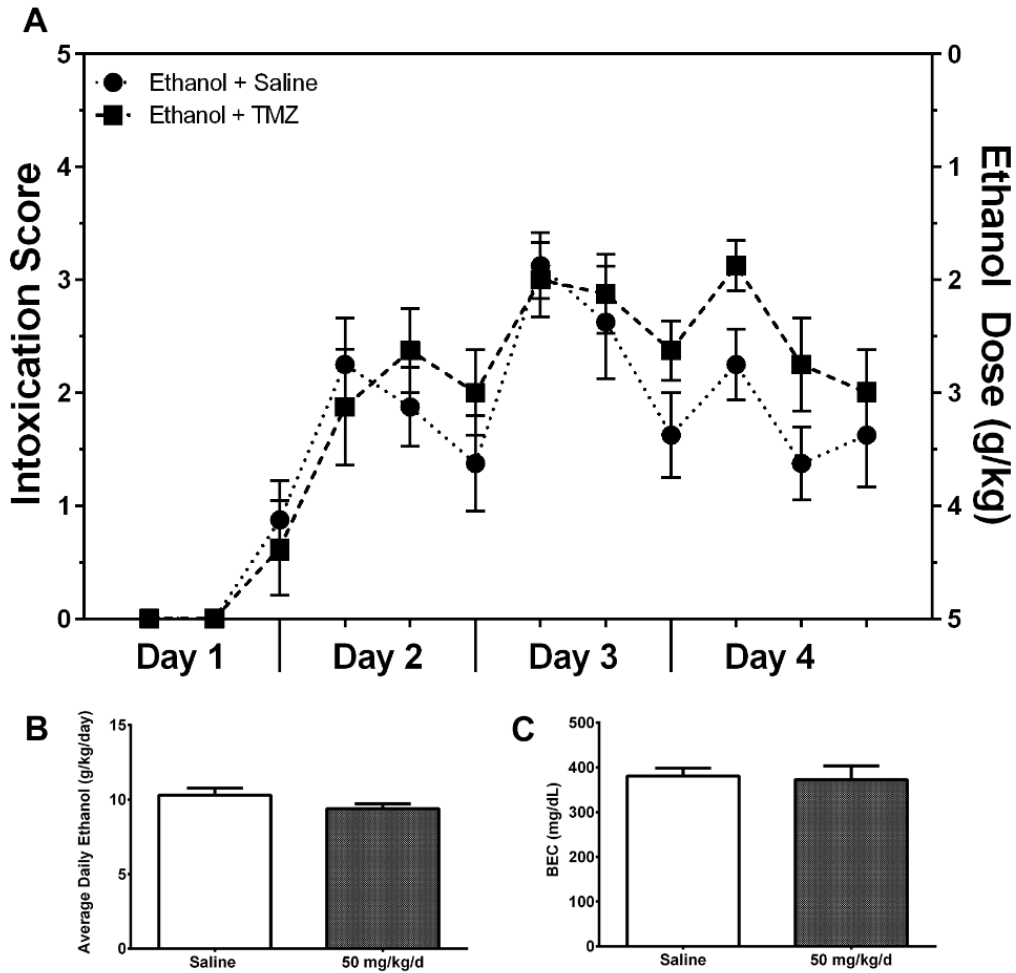 A
Ethanol + Saline
Ethanol + TMZ
Intoxication Score
5
4
3
2
1
0
Ethanol Dose (g/kg)
0
1
2
3
4
5
Day 1
Day 2
Day 3
Day 4
B
Average Daily Ethanol (g/kg/day)
15
10
5
0
Saline
50 mg/kg/d
C
BEC (mg/dL)
500
400
300
200
100
0
Saline
50 mg/kg/d